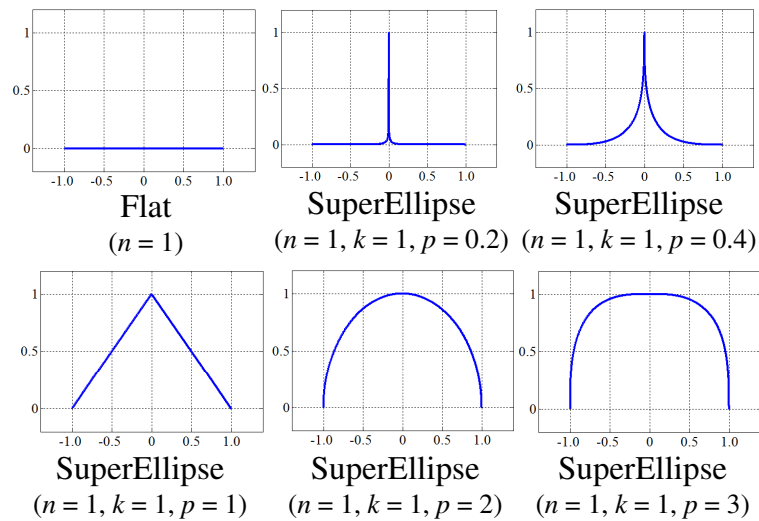 1
0.5
0
-1.0 -0.5 0 0.5 1.0
Flat
(n = 1)
1
0.5
0
-1.0 -0.5 0 0.5 1.0
SuperEllipse
(n = 1, k = 1, p = 0.2)
1
0.5
0
-1.0 -0.5 0 0.5 1.0
SuperEllipse
(n = 1, k = 1, p = 0.4)
1
0.5
0
-1.0 -0.5 0 0.5 1.0
SuperEllipse
(n = 1, k = 1, p = 1)
1
0.5
0
-1.0 -0.5 0 0.5 1.0
SuperEllipse
(n = 1, k = 1, p = 2)
1
0.5
0
-1.0 -0.5 0 0.5 1.0
SuperEllipse
(n = 1, k = 1, p = 3)